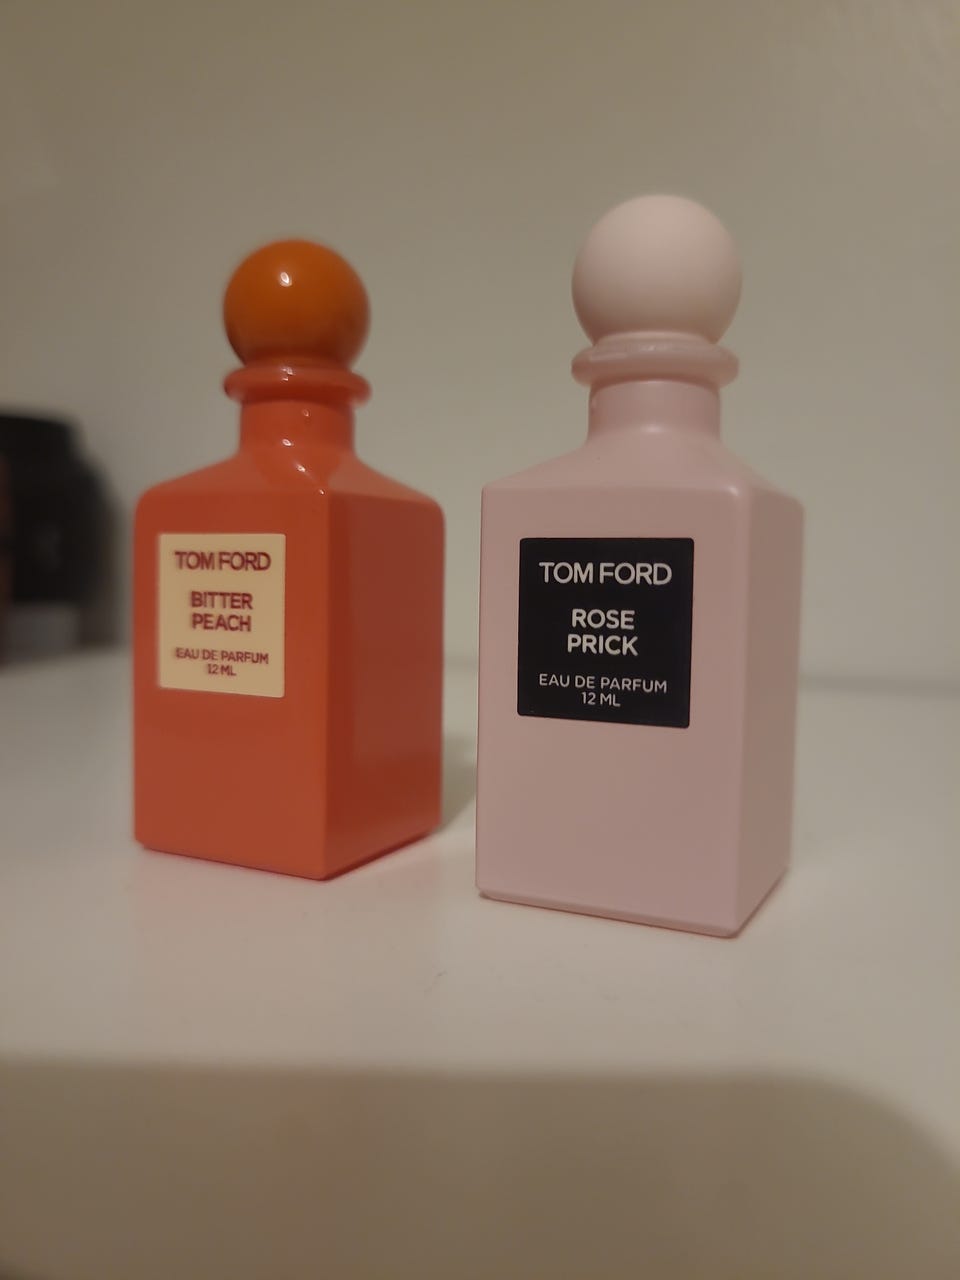 TOM FORD
BITTER
PEACH
EAU DE PARFUM
12 ML
TOM FORD
ROSE
PRICK
EAU DE PARFUM
12 ML